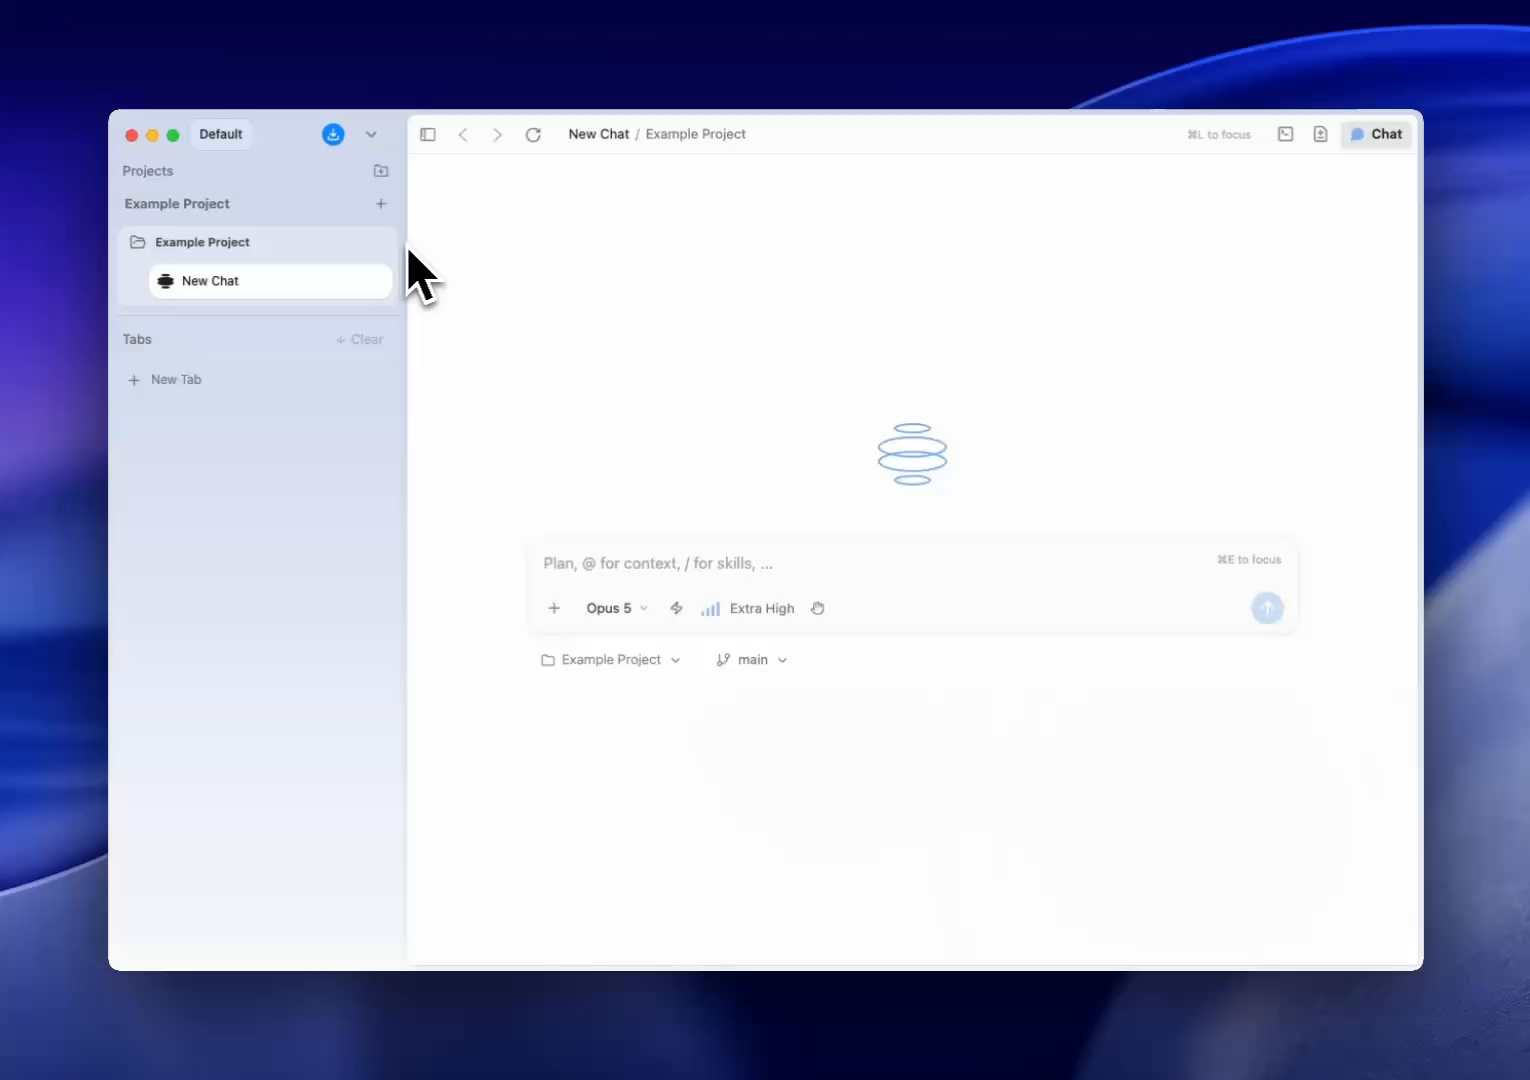 Default
Projects
Example Project
Example Project
New Chat
Tabs
Clear
New Tab
New Chat / Example Project
⌘L to focus
Chat
Plan, @ for context, / for skills, ...
⌘E to focus
Opus 5
Extra High
Example Project
main